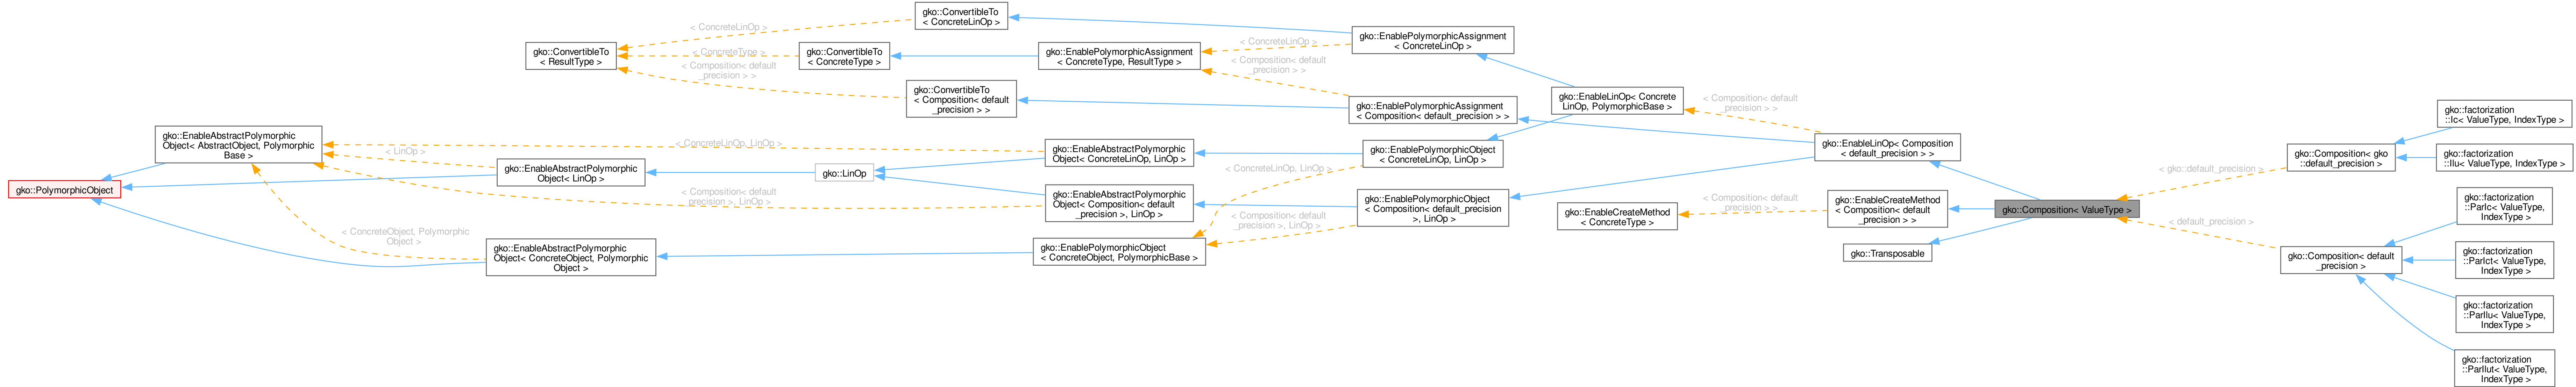 gko::ConvertibleTo
< ConcreteLinOp >
< ConcreteLinOp >
gko::ConvertibleTo
< ResultType >
< ConcreteType >
gko::ConvertibleTo
< ConcreteType >
gko::EnablePolymorphicAssignment
< ConcreteType, ResultType >
< ConcreteLinOp >
gko::EnablePolymorphicAssignment
< ConcreteLinOp >
< Composition< default
_precision > >
gko::ConvertibleTo
< Composition< default
_precision > >
< Composition< default
_precision > >
gko::EnablePolymorphicAssignment
< Composition< default_precision > >
gko::EnableLinOp< Concrete
LinOp, PolymorphicBase >
< Composition< default
_precision > >
gko::EnableLinOp< Composition
< default_precision > >
gko::PolymorphicObject
gko::EnableAbstractPolymorphic
Object< AbstractObject, Polymorphic
Base >
< LinOp >
gko::EnableAbstractPolymorphic
Object< LinOp >
< ConcreteLinOp, LinOp >
gko::LinOp
gko::EnableAbstractPolymorphic
Object< ConcreteLinOp, LinOp >
gko::EnablePolymorphicObject
< ConcreteLinOp, LinOp >
< ConcreteLinOp, LinOp >
< Composition< default
_precision >, LinOp >
gko::EnableAbstractPolymorphic
Object< Composition< default
_precision >, LinOp >
gko::EnablePolymorphicObject
< Composition< default_precision
>, LinOp >
< Composition< default
_precision >, LinOp >
< ConcreteObject, Polymorphic
Object >
gko::EnableAbstractPolymorphic
Object< ConcreteObject, Polymorphic
Object >
gko::EnablePolymorphicObject
< ConcreteObject, PolymorphicBase >
gko::EnableCreateMethod
< ConcreteType >
< Composition< default
_precision > >
gko::EnableCreateMethod
< Composition< default
_precision > >
gko::Transposable
gko::Composition< ValueType >
< gko::default_precision >
gko::Composition< gko
::default_precision >
gko::factorization
::Ic< ValueType, IndexType >
gko::factorization
::Ilu< ValueType, IndexType >
< default_precision >
gko::Composition< default
_precision >
gko::factorization
::ParIc< ValueType,
IndexType >
gko::factorization
::ParIct< ValueType,
IndexType >
gko::factorization
::ParIlu< ValueType,
IndexType >
gko::factorization
::ParIlut< ValueType,
IndexType >